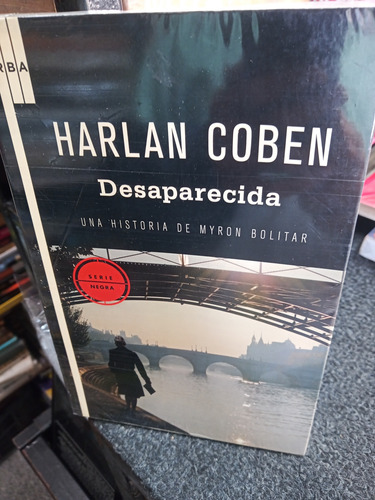 RBA
HARLAN COBEN
Desaparecida
UNA HISTORIA DE MYRON BOLITAR
SERIE
NEGRA